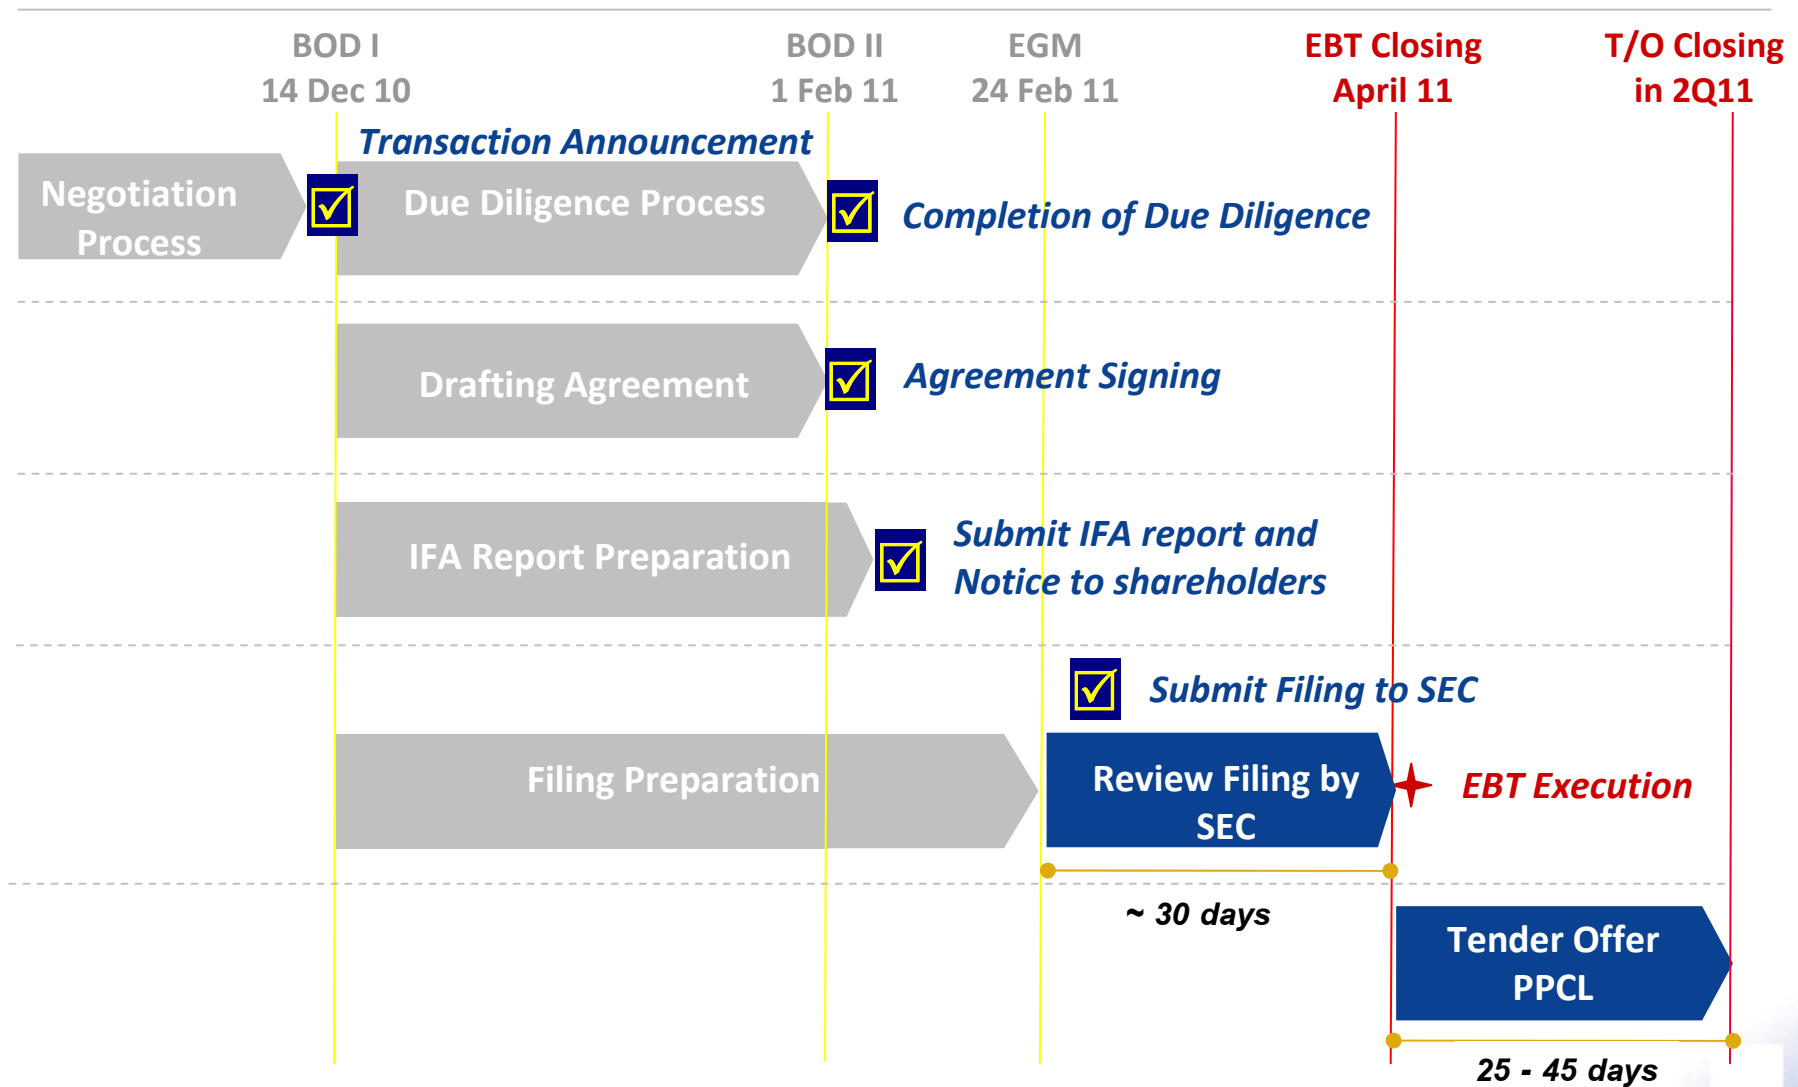 BOD I
14 Dec 10
BOD II
1 Feb 11
EGM
24 Feb 11
EBT Closing
April 11
T/O Closing
in 2Q11
Transaction Announcement
Negotiation
Process
Due Diligence Process
Completion of Due Diligence
Drafting Agreement
Agreement Signing
IFA Report Preparation
Submit IFA report and
Notice to shareholders
Submit Filing to SEC
Filing Preparation
Review Filing by
SEC
EBT Execution
~ 30 days
Tender Offer
PPCL
25 - 45 days